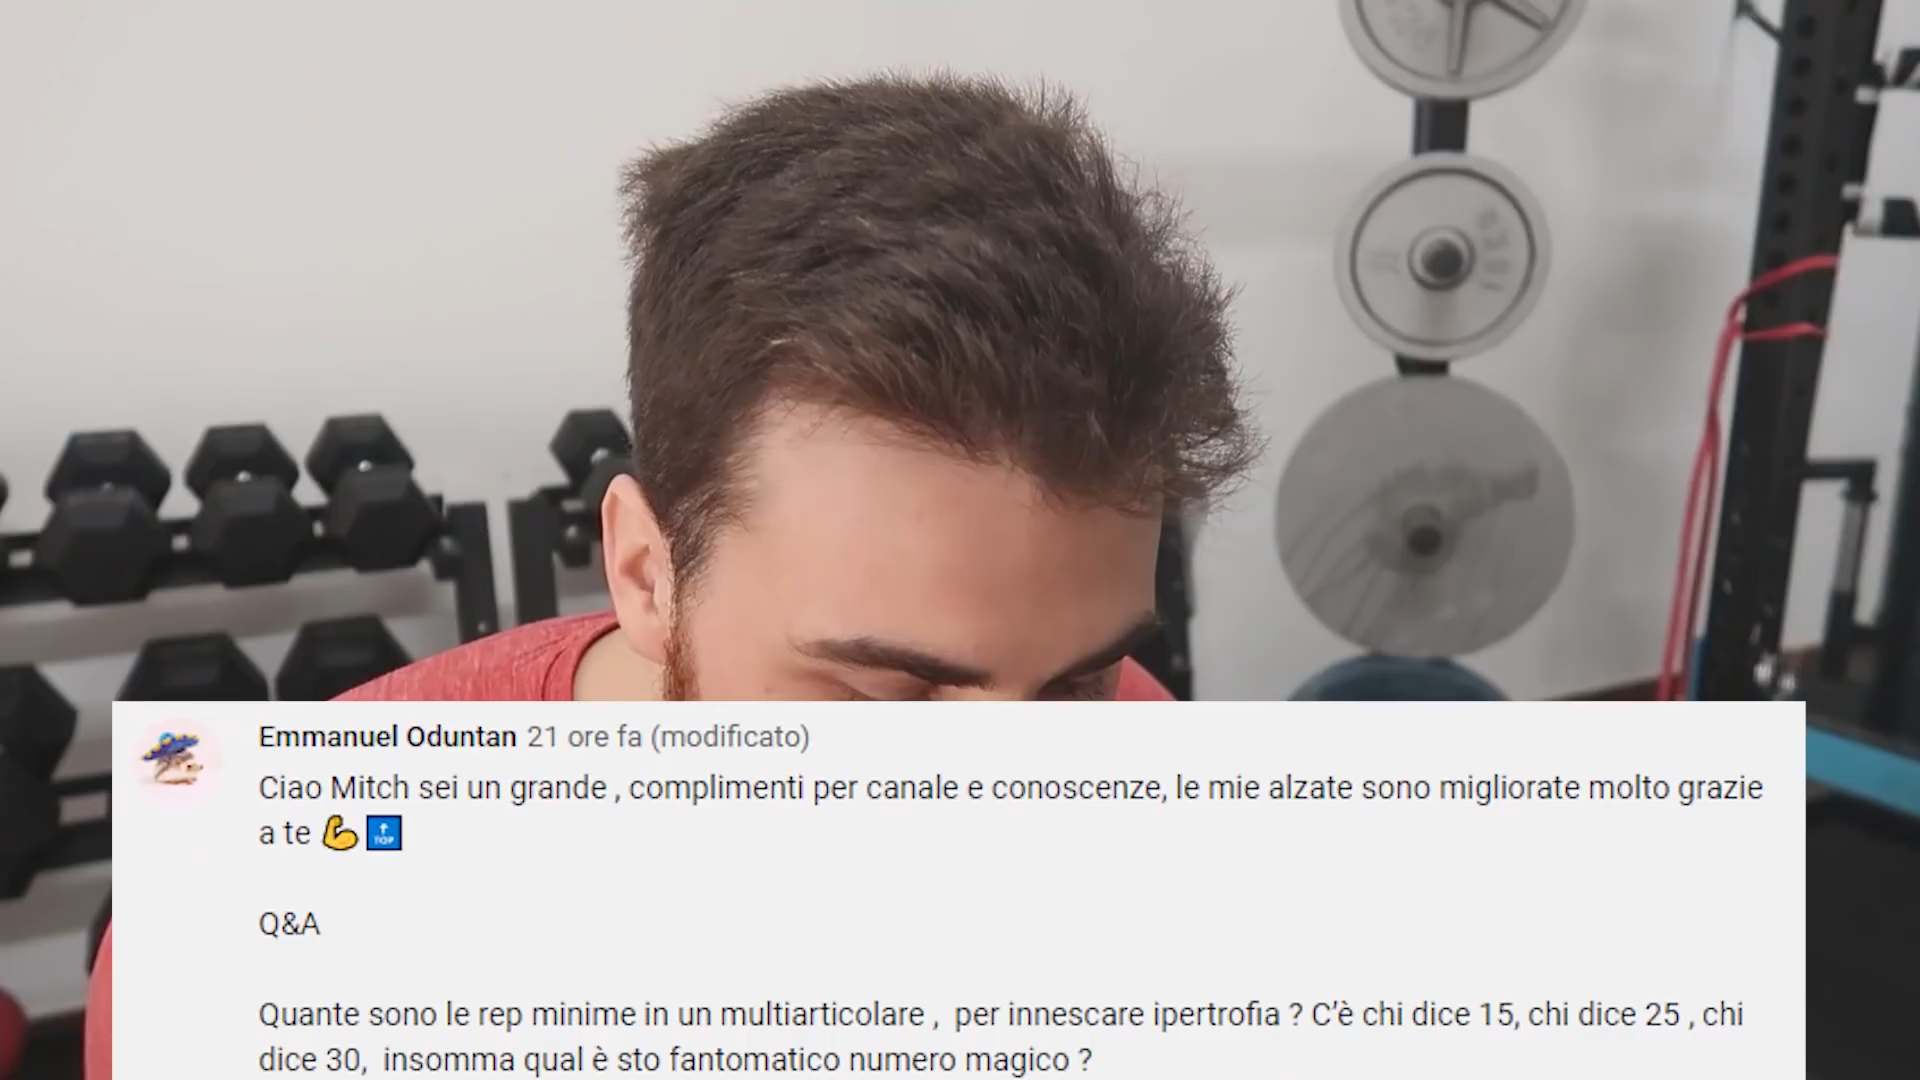 Emmanuel Oduntan 21 ore fa (modificato)
Ciao Mitch sei un grande , complimenti per canale e conoscenze, le mie alzate sono migliorate molto grazie
a te 💪🔝
Q&A
Quante sono le rep minime in un multiarticolare , per innescare ipertrofia ? C'è chi dice 15, chi dice 25 , chi
dice 30, insomma qual è sto fantomatico numero magico ?